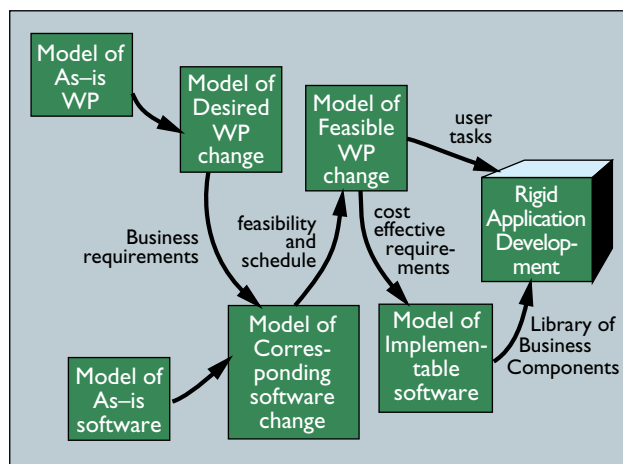 Model of
As–is
WP
Model of
Desired
WP
change
Model of
Feasible
WP
change
user
tasks
Rigid
Application
Develop-
ment
Business
requirements
feasibility
and
schedule
cost
effective
require-
ments
Model of
As–is
software
Model of
Corres-
ponding
software
change
Model of
Implemen-
table
software
Library of
Business
Components